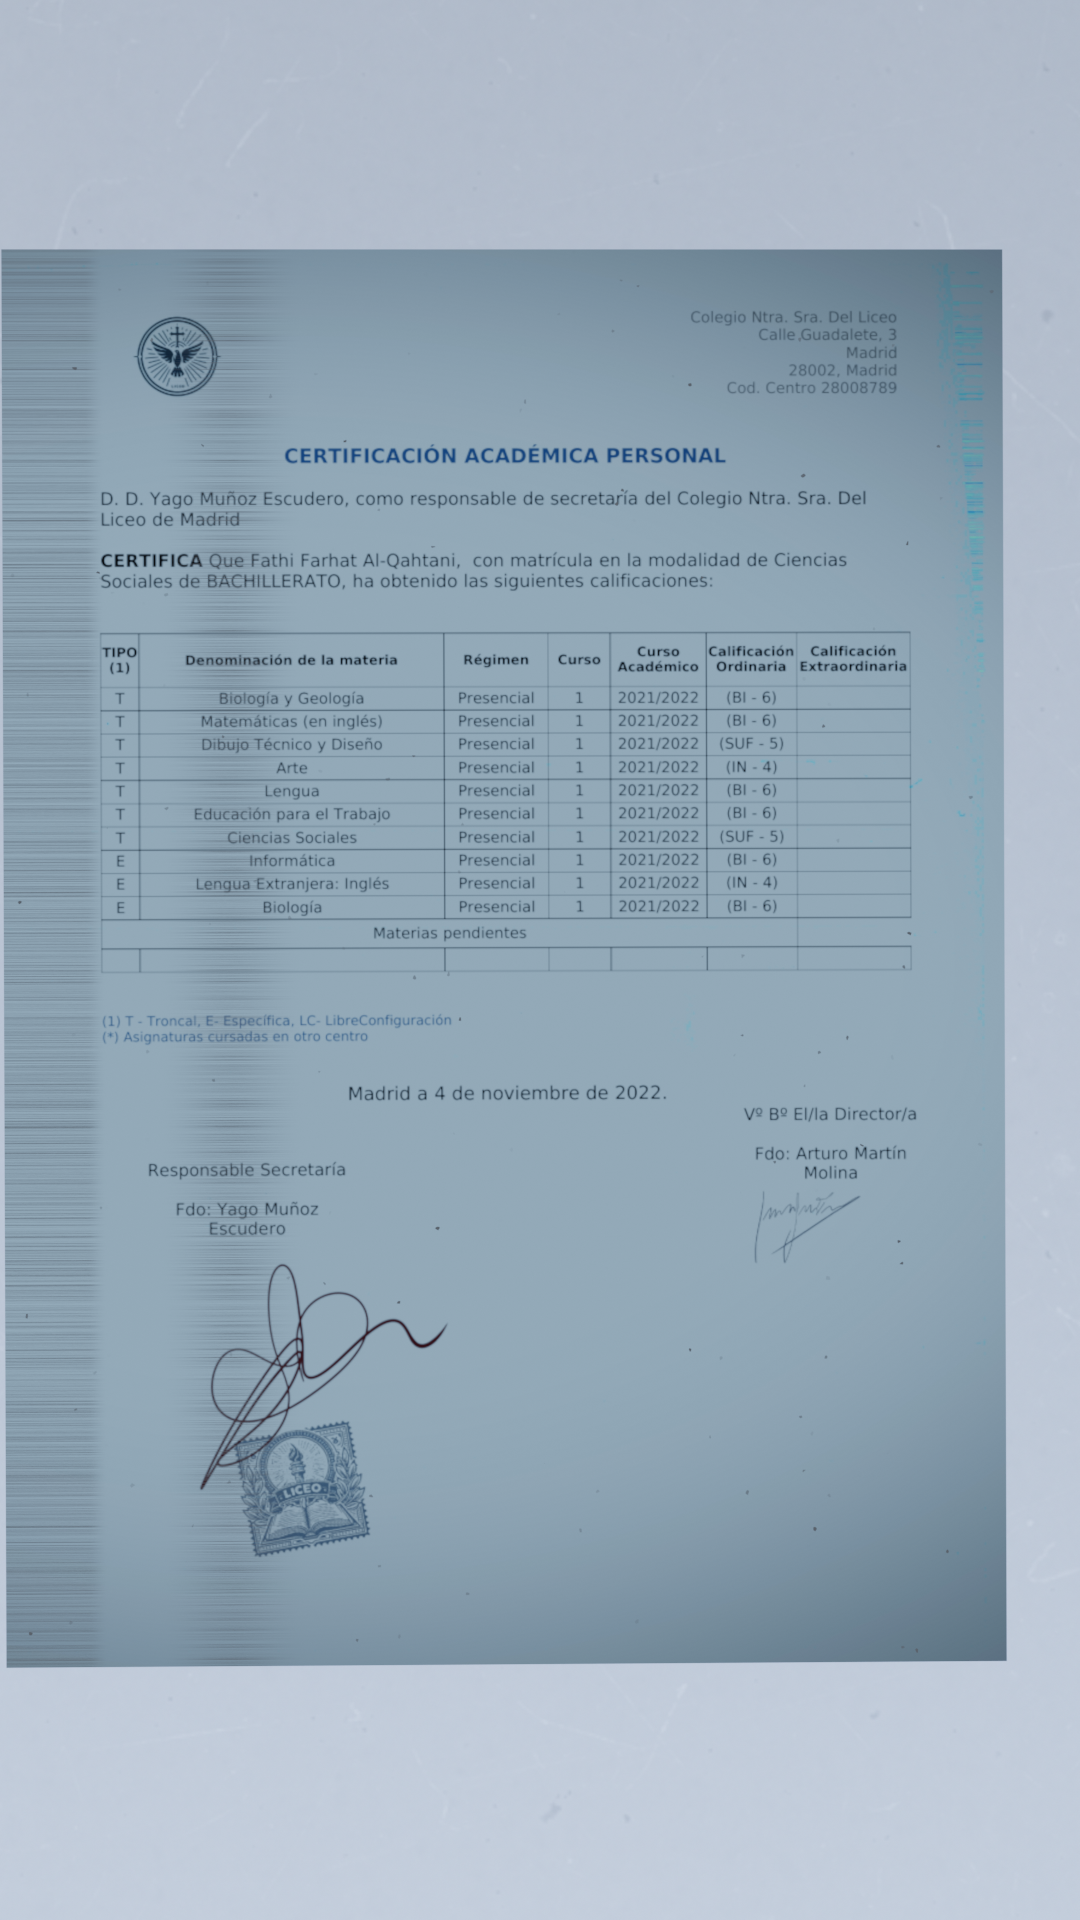 Colegio Ntra. Sra. Del Liceo
Calle Guadalete, 3
Madrid
28002, Madrid
Cod. Centro 28008789
CERTIFICACIÓN ACADÉMICA PERSONAL
D. D. Yago Muñoz Escudero, como responsable de secretaría del Colegio Ntra. Sra. Del
Liceo de Madrid
CERTIFICA Que Fathi Farhat Al-Qahtani, con matrícula en la modalidad de Ciencias
Sociales de BACHILLERATO, ha obtenido las siguientes calificaciones:
TIPO (1) Denominación de la materia Régimen Curso Curso Académico Calificación Ordinaria Calificación Extraordinaria
T Biología y Geología Presencial 1 2021/2022 (BI - 6)
T Matemáticas (en inglés) Presencial 1 2021/2022 (BI - 6)
T Dibujo Técnico y Diseño Presencial 1 2021/2022 (SUF - 5)
T Arte Presencial 1 2021/2022 (IN - 4)
T Lengua Presencial 1 2021/2022 (BI - 6)
T Educación para el Trabajo Presencial 1 2021/2022 (BI - 6)
T Ciencias Sociales Presencial 1 2021/2022 (SUF - 5)
E Informática Presencial 1 2021/2022 (BI - 6)
E Lengua Extranjera: Inglés Presencial 1 2021/2022 (IN - 4)
E Biología Presencial 1 2021/2022 (BI - 6)
Materias pendientes
(1) T - Troncal, E- Específica, LC- LibreConfiguración
(*) Asignaturas cursadas en otro centro
Madrid a 4 de noviembre de 2022.
Vº Bº El/la Director/a
Fdo: Arturo Martín
Molina
Responsable Secretaría
Fdo: Yago Muñoz
Escudero
LICEO